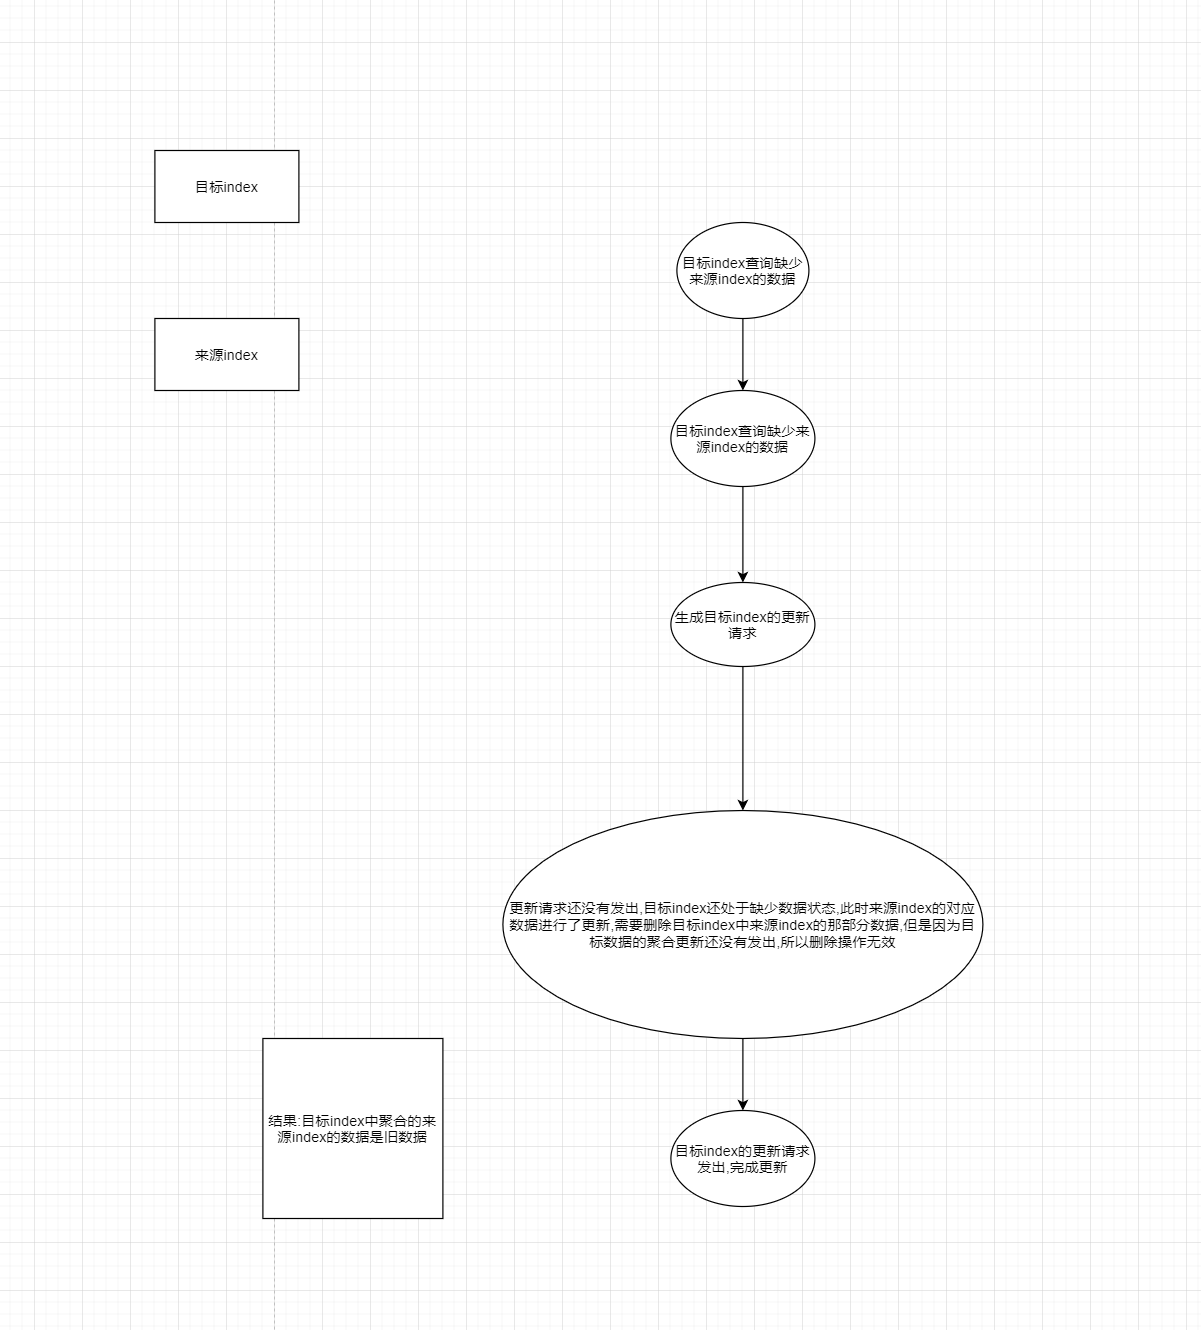 目标index
目标index查询缺少
来源index的数据
来源index
目标index查询缺少来
源index的数据
生成目标index的更新
请求
更新请求还没有发出,目标index还处于缺少数据状态,此时来源index的对应
数据进行了更新,需要删除目标index中来源index的那部分数据,但是因为目
标数据的聚合更新还没有发出,所以删除操作无效
结果:目标index中聚合的来
源index的数据是旧数据
目标index的更新请求
发出,完成更新